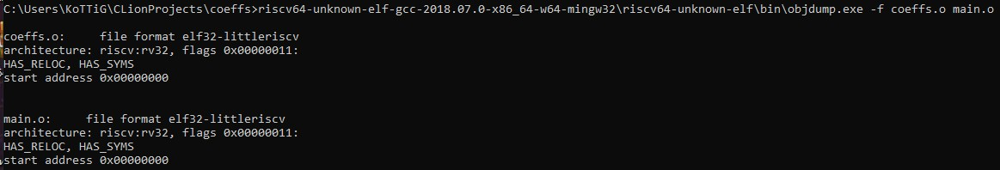 C:\Users\KoTTiG\CLionProjects\coeffs>riscv64-unknown-elf-gcc-2018.07.0-x86_64-w64-mingw32\riscv64-unknown-elf\bin\objdump.exe -f coeffs.o main.o
coeffs.o:     file format elf32-littleriscv
architecture: riscv:rv32, flags 0x00000011:
HAS_RELOC, HAS_SYMS
start address 0x00000000
main.o:     file format elf32-littleriscv
architecture: riscv:rv32, flags 0x00000011:
HAS_RELOC, HAS_SYMS
start address 0x00000000